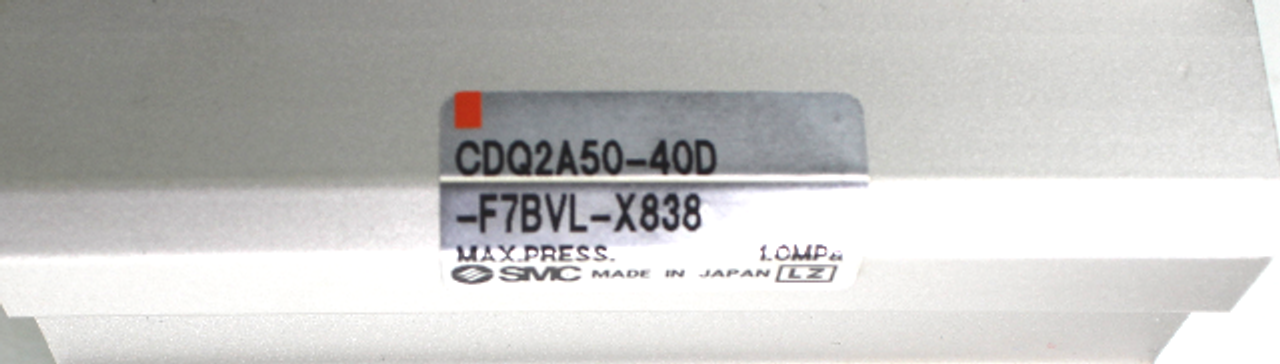 CDQ2A50-40D
-F7BVL-X838
MAX.PRESS. 1.0MPa
SMC MADE IN JAPAN LZ